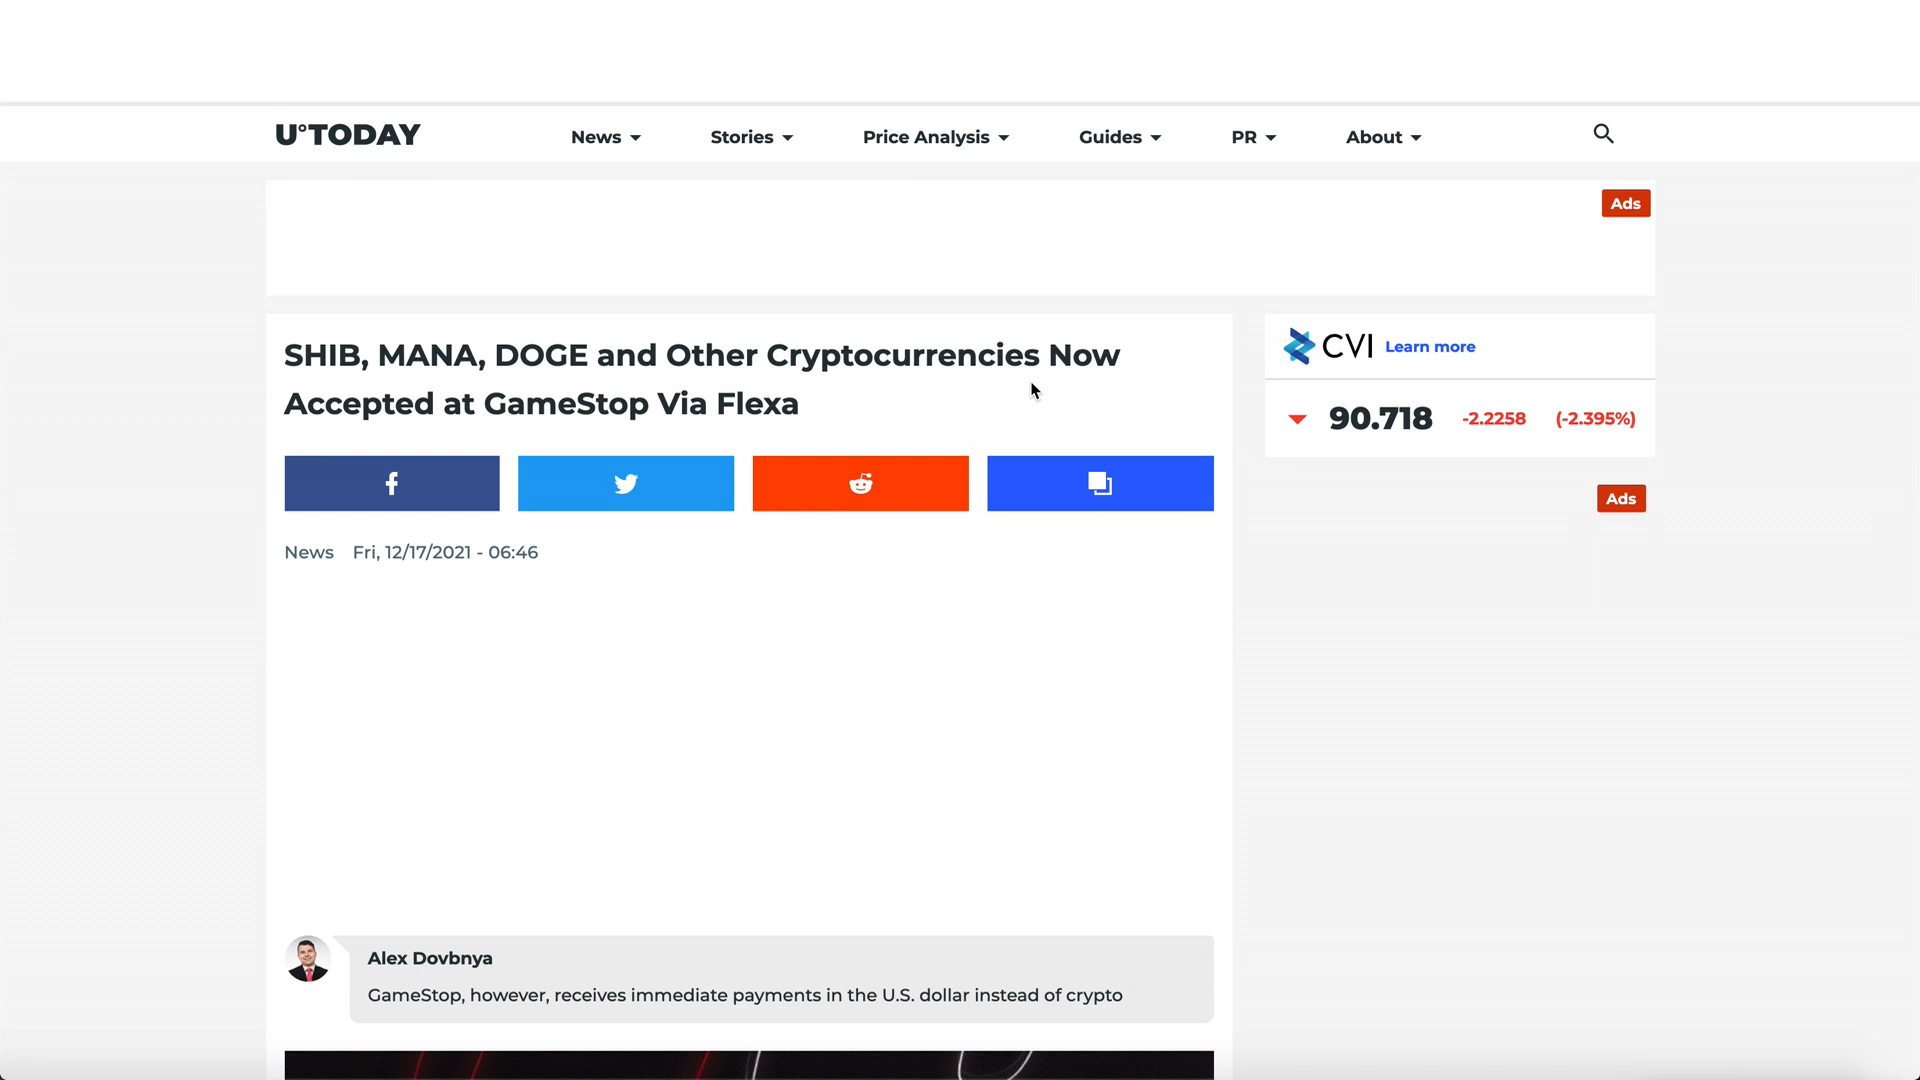 U°TODAY
News
Stories
Price Analysis
Guides
PR
About
Ads
SHIB, MANA, DOGE and Other Cryptocurrencies Now
Accepted at GameStop Via Flexa
News Fri, 12/17/2021 - 06:46
Alex Dovbnya
GameStop, however, receives immediate payments in the U.S. dollar instead of crypto
CVI Learn more
90.718 -2.2258 (-2.395%)
Ads